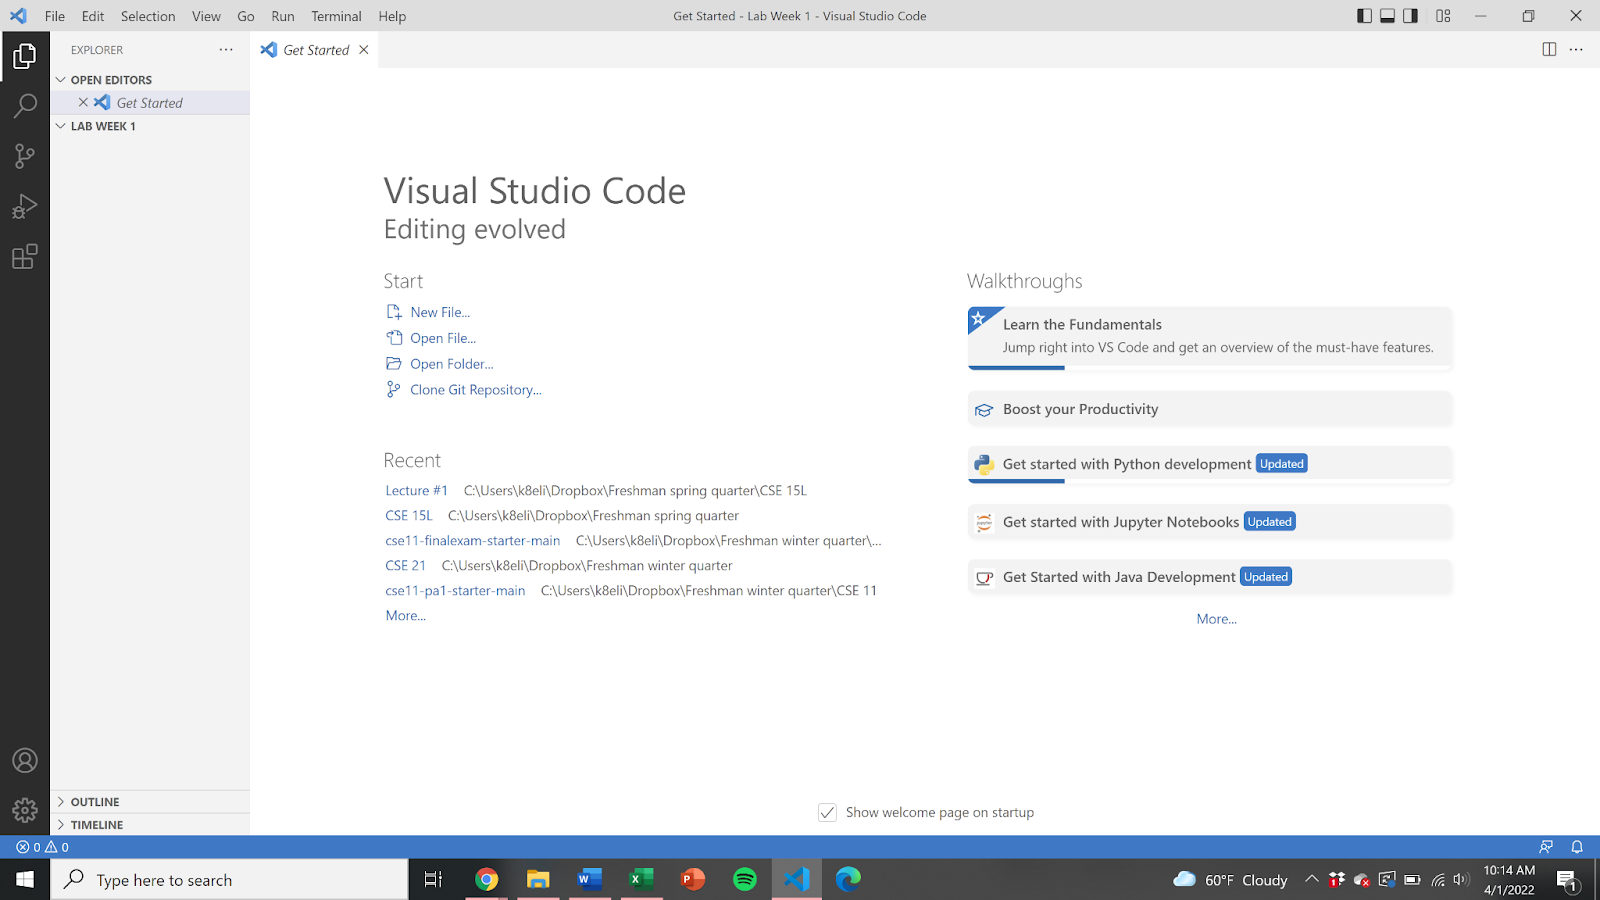 File Edit Selection View Go Run Terminal Help
Get Started - Lab Week 1 - Visual Studio Code
EXPLORER
Get Started
OPEN EDITORS
Get Started
LAB WEEK 1
Visual Studio Code
Editing evolved
Start
New File...
Open File...
Open Folder...
Clone Git Repository...
Recent
Lecture #1 C:\Users\k8eli\Dropbox\Freshman spring quarter\CSE 15L
CSE 15L C:\Users\k8eli\Dropbox\Freshman spring quarter
cse11-finalexam-starter-main C:\Users\k8eli\Dropbox\Freshman winter quarter\...
CSE 21 C:\Users\k8eli\Dropbox\Freshman winter quarter
cse11-pa1-starter-main C:\Users\k8eli\Dropbox\Freshman winter quarter\CSE 11
More...
Walkthroughs
Learn the Fundamentals
Jump right into VS Code and get an overview of the must-have features.
Boost your Productivity
Get started with Python development Updated
Get started with Jupyter Notebooks Updated
Get Started with Java Development Updated
More...
Show welcome page on startup
OUTLINE
TIMELINE
0 0
Type here to search
60°F Cloudy
10:14 AM
4/1/2022
1